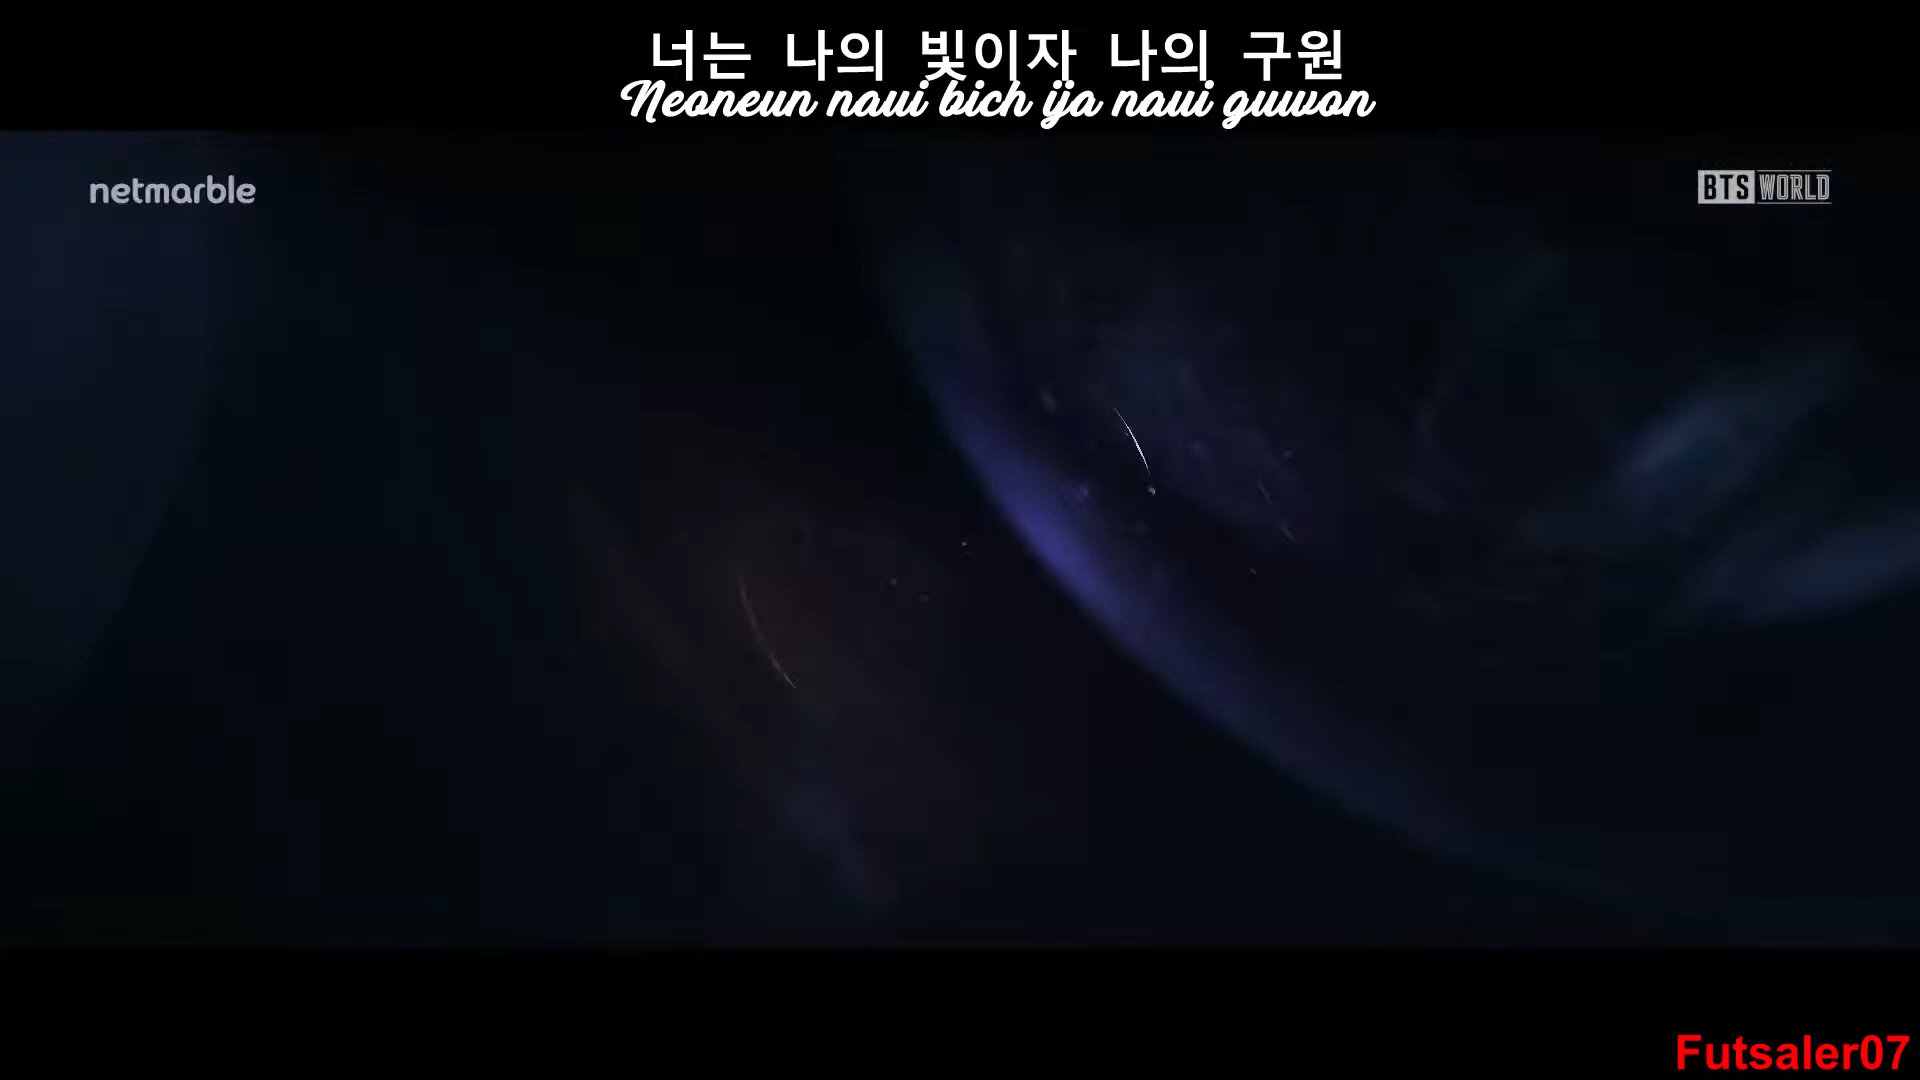 너는 나의 빛이자 나의 구원
Neoneun naui bich ija naui guwon
netmarble
BTS WORLD
Futsaler07